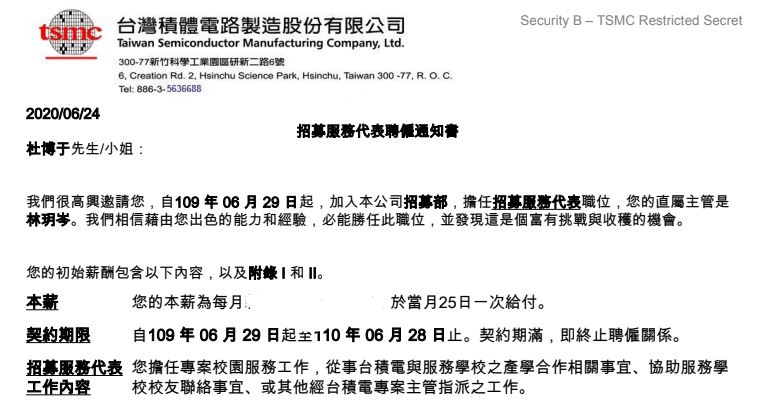 Security B – TSMC Restricted Secret
tsmc
台灣積體電路製造股份有限公司
Taiwan Semiconductor Manufacturing Company, Ltd.
300-77新竹科學工業園區研新二路6號
6, Creation Rd. 2, Hsinchu Science Park, Hsinchu, Taiwan 300 -77, R. O. C.
Tel: 886-3-5636688
2020/06/24
招募服務代表聘僱通知書
杜博于先生/小姐：
我們很高興邀請您，自109 年 06 月 29 日起，加入本公司招募部，擔任招募服務代表職位，您的直屬主管是
林玥岑。我們相信藉由您出色的能力和經驗，必能勝任此職位，並發現這是個富有挑戰與收穫的機會。
您的初始薪酬包含以下內容，以及附錄 I 和 II。
本薪 您的本薪為每月 於當月25日一次給付。
契約期限 自109 年 06 月 29 日起至110 年 06 月 28 日止。契約期滿，即終止聘僱關係。
招募服務代表 您擔任專案校園服務工作，從事台積電與服務學校之產學合作相關事宜、協助服務學
工作內容 校校友聯絡事宜、或其他經台積電專案主管指派之工作。